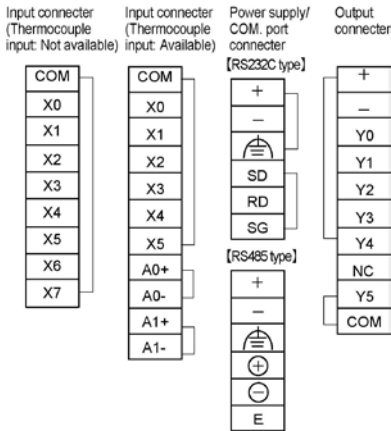 Input connecter
(Thermocouple
input: Not available)
COM
X0
X1
X2
X3
X4
X5
X6
X7
Input connecter
(Thermocouple
input: Available)
COM
X0
X1
X2
X3
X4
X5
A0+
A0-
A1+
A1-
Power supply/
COM. port
connecter
【RS232C type】
+
−
SD
RD
SG
【RS485 type】
+
−
+
−
E
Output
connecter
+
−
Y0
Y1
Y2
Y3
Y4
NC
Y5
COM